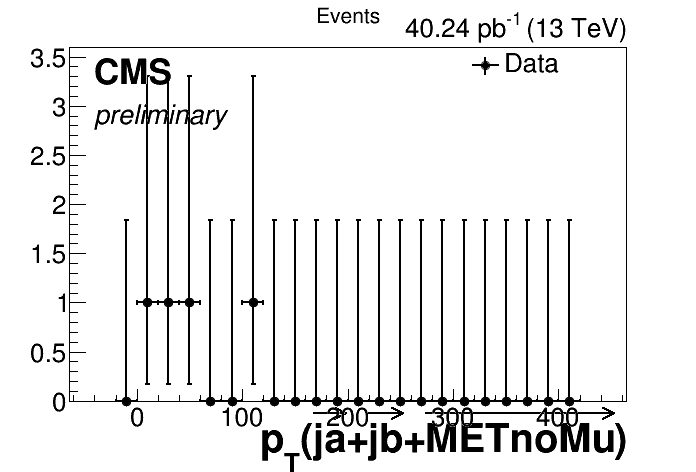 Events
40.24 pb-1 (13 TeV)
3.5
CMS
Data
3
preliminary
2.5
2
1.5
1
0.5
0
0 100 200 300 400
pT(ja+jb+METnoMu)